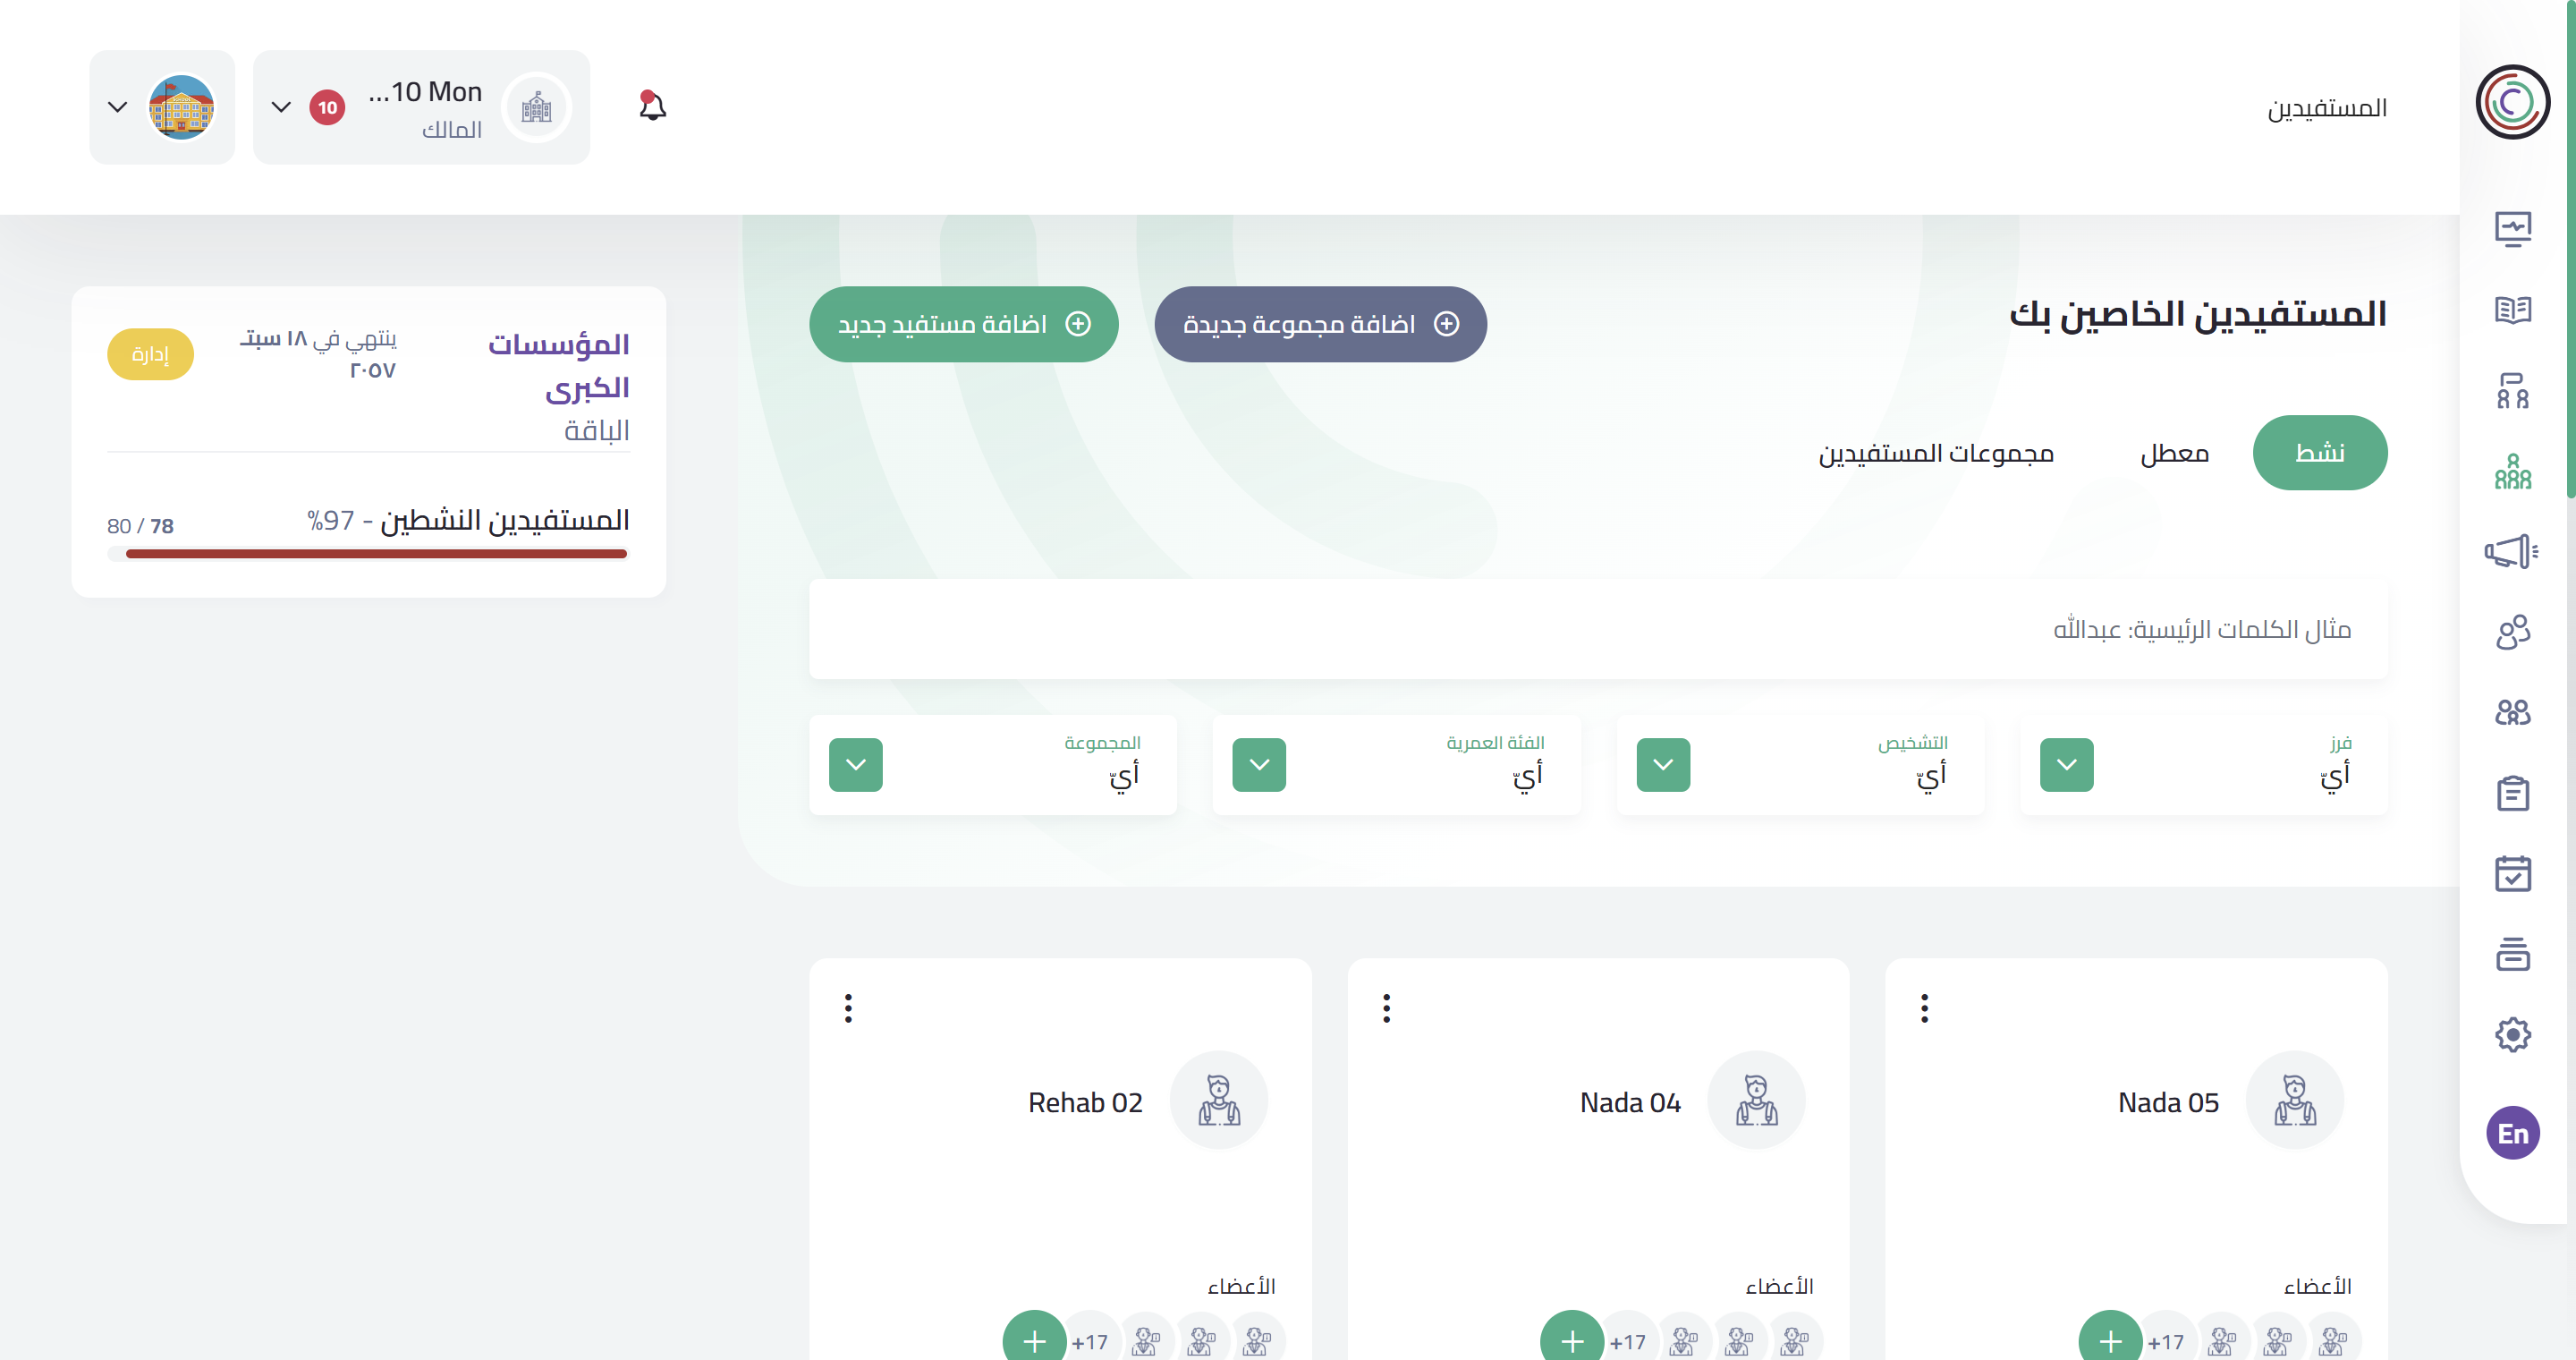 المستفيدين
10 Mon...
المالك
10
المستفيدين الخاصين بك
اضافة مجموعة جديدة
اضافة مستفيد جديد
نشط
معطل
مجموعات المستفيدين
مثال الكلمات الرئيسية: عبدالله
فرز
أيّ
التشخيص
أيّ
الفئة العمرية
أيّ
المجموعة
أيّ
المؤسسات
الكبرى
الباقة
ينتهي في ١٨ سبتـ
٢٠٥٧
إدارة
المستفيدين النشطين - 97%
78 / 80
Nada 05
الأعضاء
+17
Nada 04
الأعضاء
+17
Rehab 02
الأعضاء
+17
En